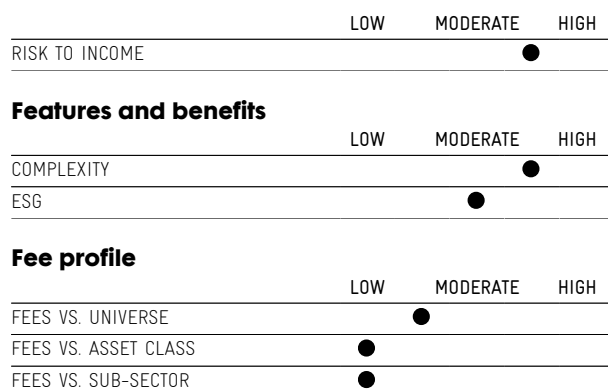 LOW MODERATE HIGH
RISK TO INCOME
Features and benefits
LOW MODERATE HIGH
COMPLEXITY
ESG
Fee profile
LOW MODERATE HIGH
FEES VS. UNIVERSE
FEES VS. ASSET CLASS
FEES VS. SUB-SECTOR